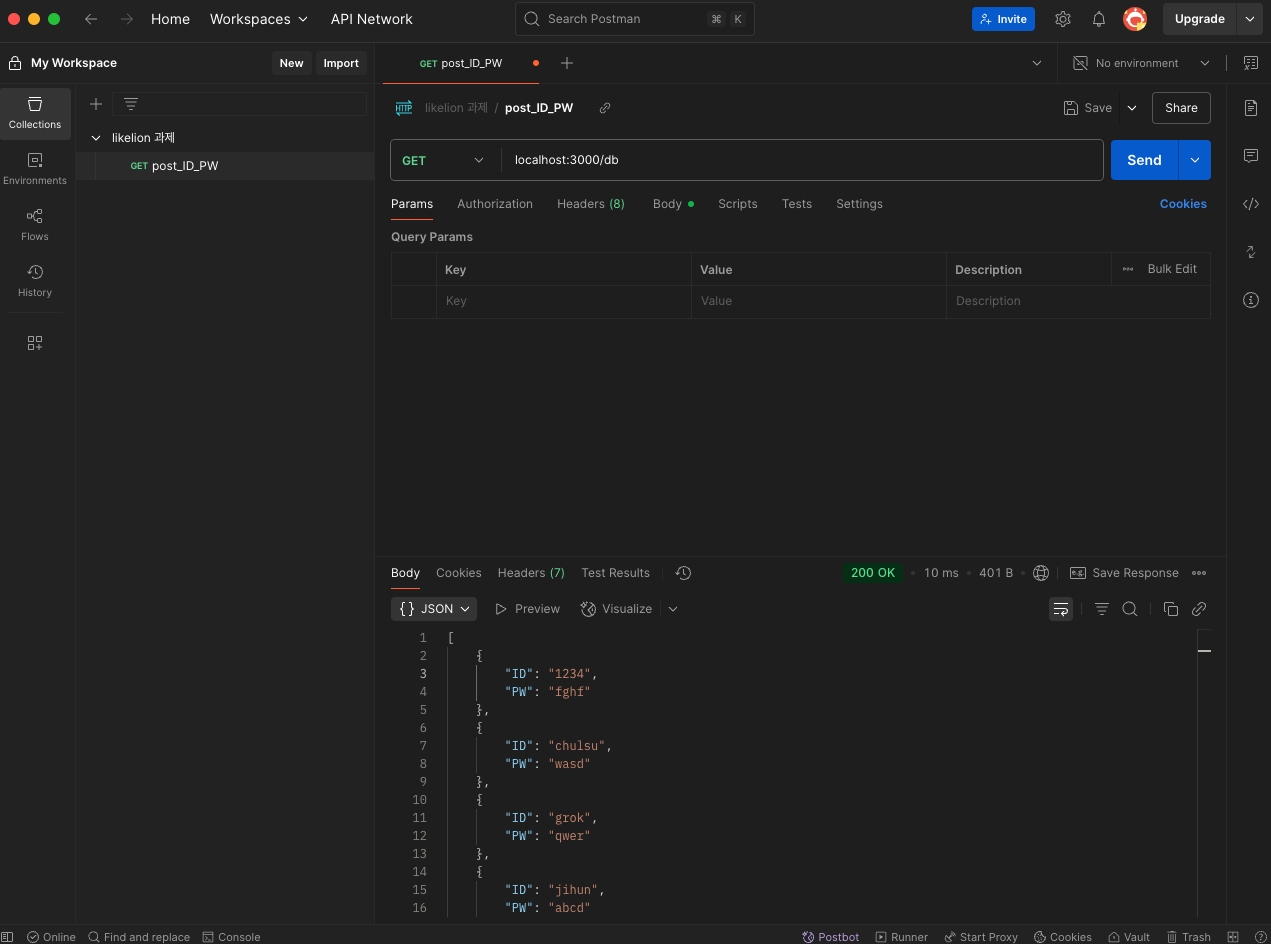 Home Workspaces API Network Search Postman ⌘ K Invite Upgrade
My Workspace New Import GET post_ID_PW No environment
Collections
Environments
Flows
History
likelion 과제
GET post_ID_PW
HTTP likelion 과제 / post_ID_PW Save Share
GET localhost:3000/db Send
Params Authorization Headers (8) Body Scripts Tests Settings Cookies
Query Params
Key Value Description Bulk Edit
Key Value Description
Body Cookies Headers (7) Test Results 200 OK 10 ms 401 B e.g. Save Response
{} JSON Preview Visualize
1 [
2 {
3 "ID": "1234",
4 "PW": "fghf"
5 },
6 {
7 "ID": "chulsu",
8 "PW": "wasd"
9 },
10 {
11 "ID": "grok",
12 "PW": "qwer"
13 },
14 {
15 "ID": "jihun",
16 "PW": "abcd"
Online Find and replace Console Postbot Runner Start Proxy Cookies Vault Trash